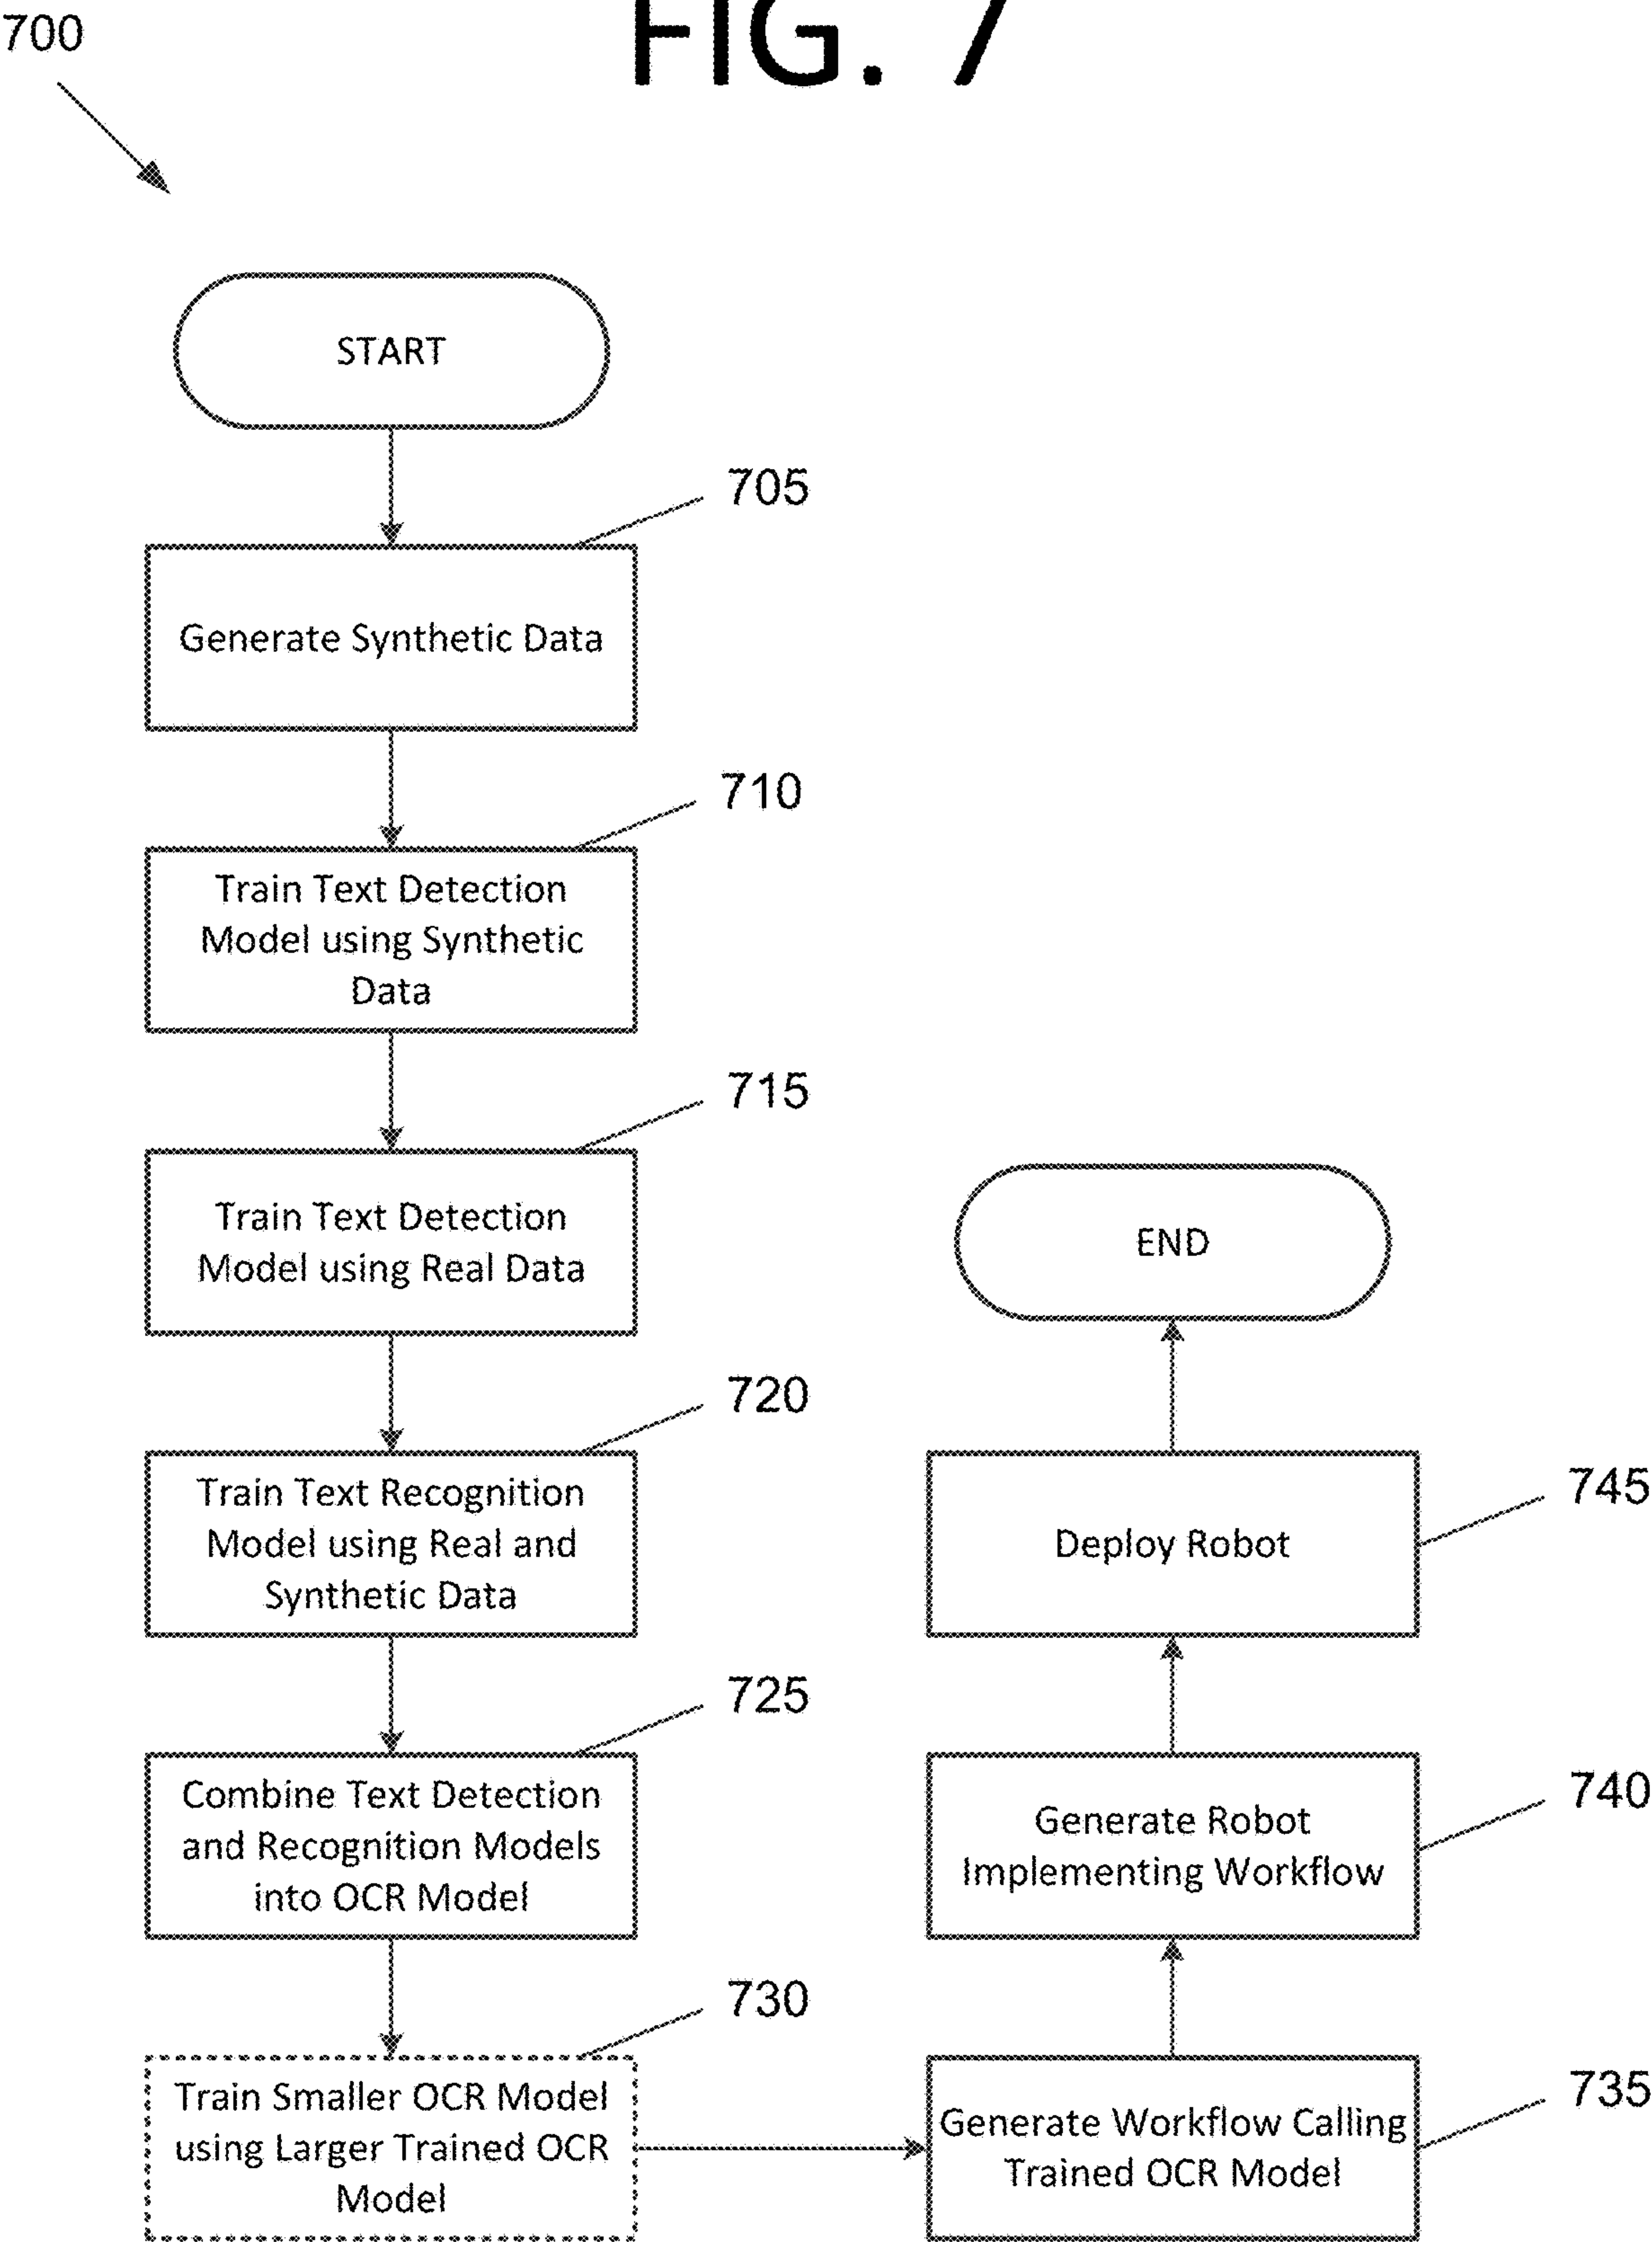 700
FIG. 7
START
705
Generate Synthetic Data
710
Train Text Detection
Model using Synthetic
Data
715
Train Text Detection
Model using Real Data
720
Train Text Recognition
Model using Real and
Synthetic Data
725
Combine Text Detection
and Recognition Models
into OCR Model
730
Train Smaller OCR Model
using Larger Trained OCR
Model
735
Generate Workflow Calling
Trained OCR Model
740
Generate Robot
Implementing Workflow
745
Deploy Robot
END